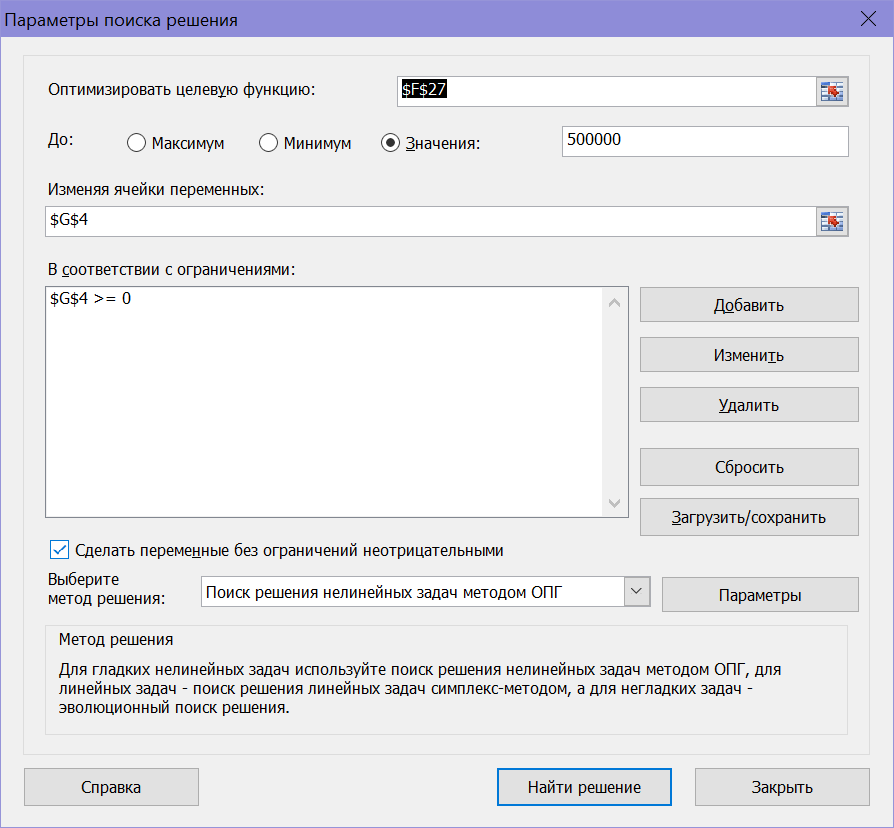 Параметры поиска решения
Оптимизировать целевую функцию:
$F$27
До:
Максимум
Минимум
Значения:
500000
Изменяя ячейки переменных:
$G$4
В соответствии с ограничениями:
$G$4 >= 0
Добавить
Изменить
Удалить
Сбросить
Загрузить/сохранить
Сделать переменные без ограничений неотрицательными
Выберите
метод решения:
Поиск решения нелинейных задач методом ОПГ
Параметры
Метод решения
Для гладких нелинейных задач используйте поиск решения нелинейных задач методом ОПГ, для
линейных задач - поиск решения линейных задач симплекс-методом, а для негладких задач -
эволюционный поиск решения.
Справка
Найти решение
Закрыть